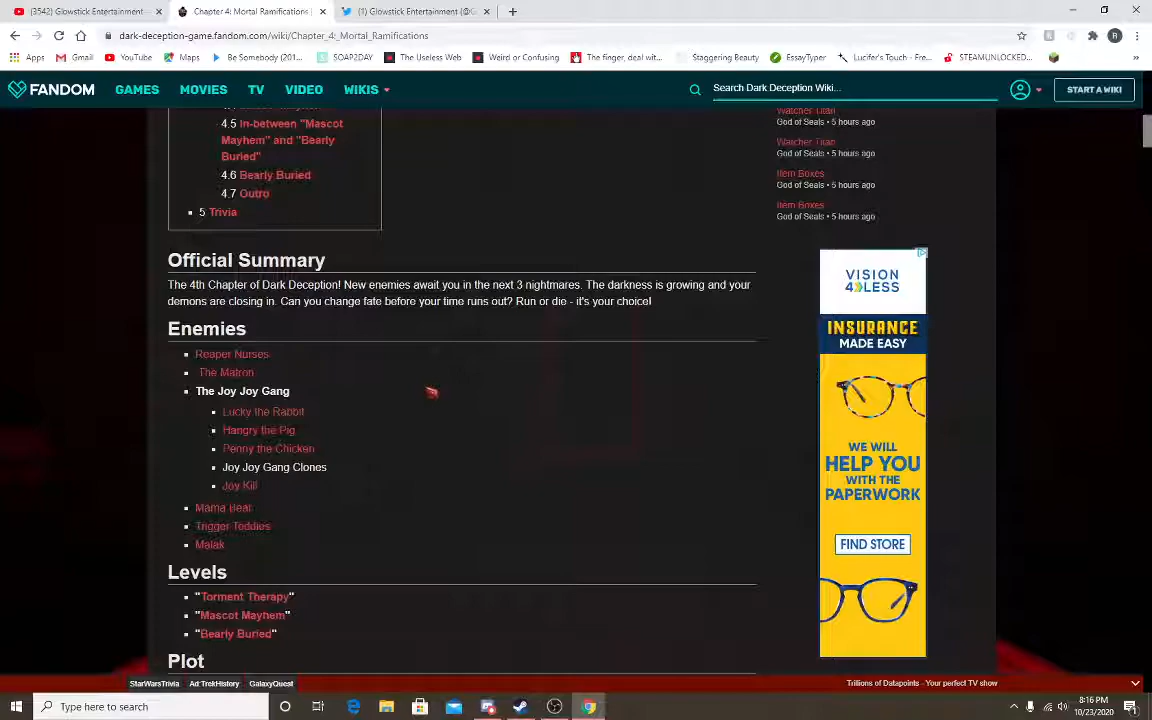 (3542) Glowstick Entertainment
Chapter 4: Mortal Ramifications
(1) Glowstick Entertainment (@G
dark-deception-game.fandom.com/wiki/Chapter_4:_Mortal_Ramifications
Apps Gmail YouTube Maps Be Somebody (201... SOAP2DAY The Useless Web Weird or Confusing The finger, deal wit... Staggering Beauty EssayTyper Lucifer's Touch - Fre... STEAMUNLOCKED... »
FANDOM GAMES MOVIES TV VIDEO WIKIS Search Dark Deception Wiki... START A WIKI
4.5 In-between "Mascot
Mayhem" and "Bearly
Buried"
4.6 Bearly Buried
4.7 Outro
5 Trivia
Watcher Titan
God of Seals • 5 hours ago
Watcher Titan
God of Seals • 5 hours ago
Item Boxes
God of Seals • 5 hours ago
Item Boxes
God of Seals • 5 hours ago
Official Summary
The 4th Chapter of Dark Deception! New enemies await you in the next 3 nightmares. The darkness is growing and your
demons are closing in. Can you change fate before your time runs out? Run or die - it's your choice!
Enemies
Reaper Nurses
The Matron
The Joy Joy Gang
Lucky the Rabbit
Hangry the Pig
Penny the Chicken
Joy Joy Gang Clones
Joy Kill
Mama Bear
Trigger Teddies
Malak
Levels
"Torment Therapy"
"Mascot Mayhem"
"Bearly Buried"
Plot
VISION
4 LESS
INSURANCE
MADE EASY
WE WILL
HELP YOU
WITH THE
PAPERWORK
FIND STORE
StarWarsTrivia Ad:TrekHistory GalaxyQuest
Trillions of Datapoints - Your perfect TV show
Type here to search
8:16 PM
10/23/2020